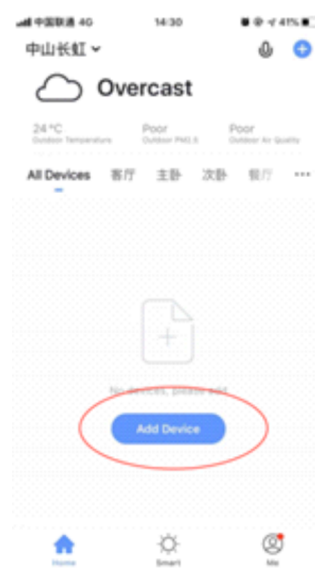 中国联通 4G 14:30 41%
中山长虹
Overcast
24 °C Poor Poor
Outdoor Temperature Outdoor PM2.5 Outdoor Air Quality
All Devices 客厅 主卧 次卧 餐厅 ...
No devices, please add
Add Device
Home Smart Me